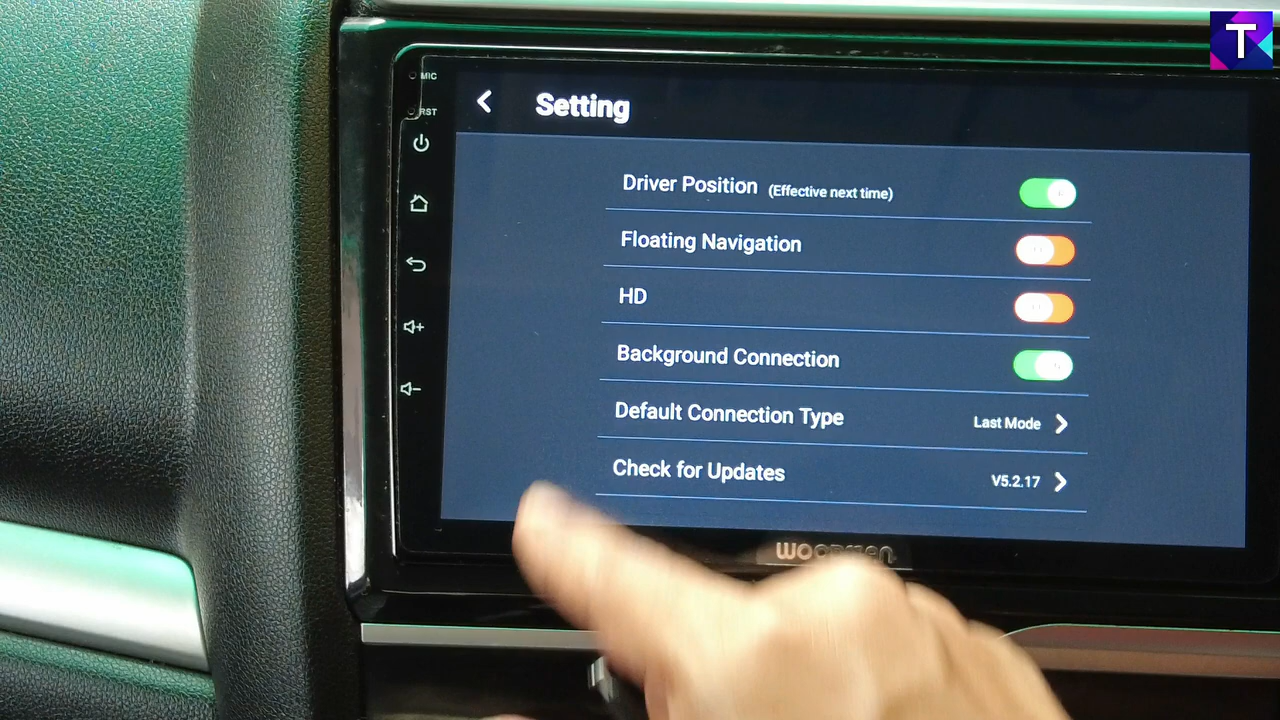 T
MIC
RST
Setting
Driver Position (Effective next time)
Floating Navigation
HD
Background Connection
Default Connection Type Last Mode
Check for Updates V5.2.17